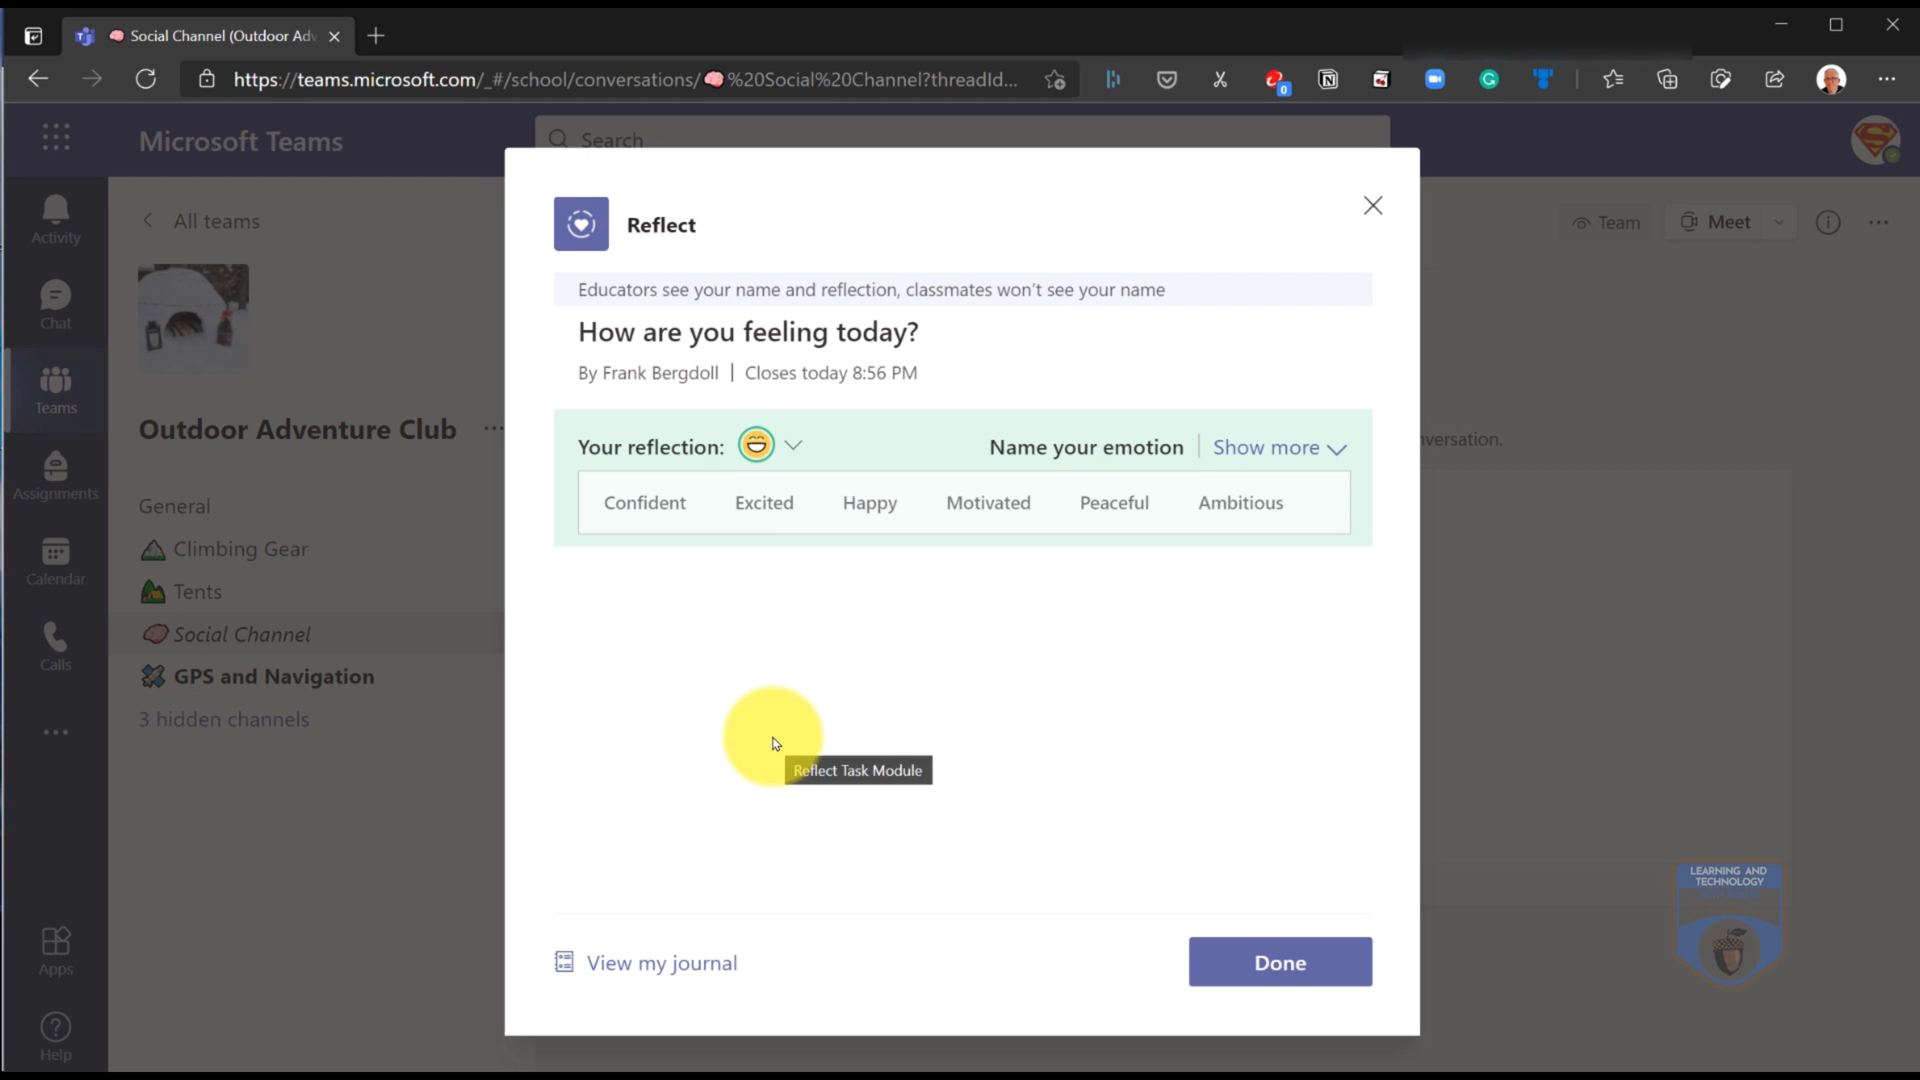 Social Channel (Outdoor Adv
https://teams.microsoft.com/_#/school/conversations/🧠%20Social%20Channel?threadId...
0
Microsoft Teams
Search
Activity
Chat
Teams
Assignments
Calendar
Calls
Apps
Help
All teams
Outdoor Adventure Club
General
Climbing Gear
Tents
Social Channel
GPS and Navigation
3 hidden channels
Team
Meet
nversation.
Reflect
Educators see your name and reflection, classmates won't see your name
How are you feeling today?
By Frank Bergdoll | Closes today 8:56 PM
Your reflection:
Name your emotion | Show more
Confident Excited Happy Motivated Peaceful Ambitious
Reflect Task Module
View my journal
Done
LEARNING AND
TECHNOLOGY